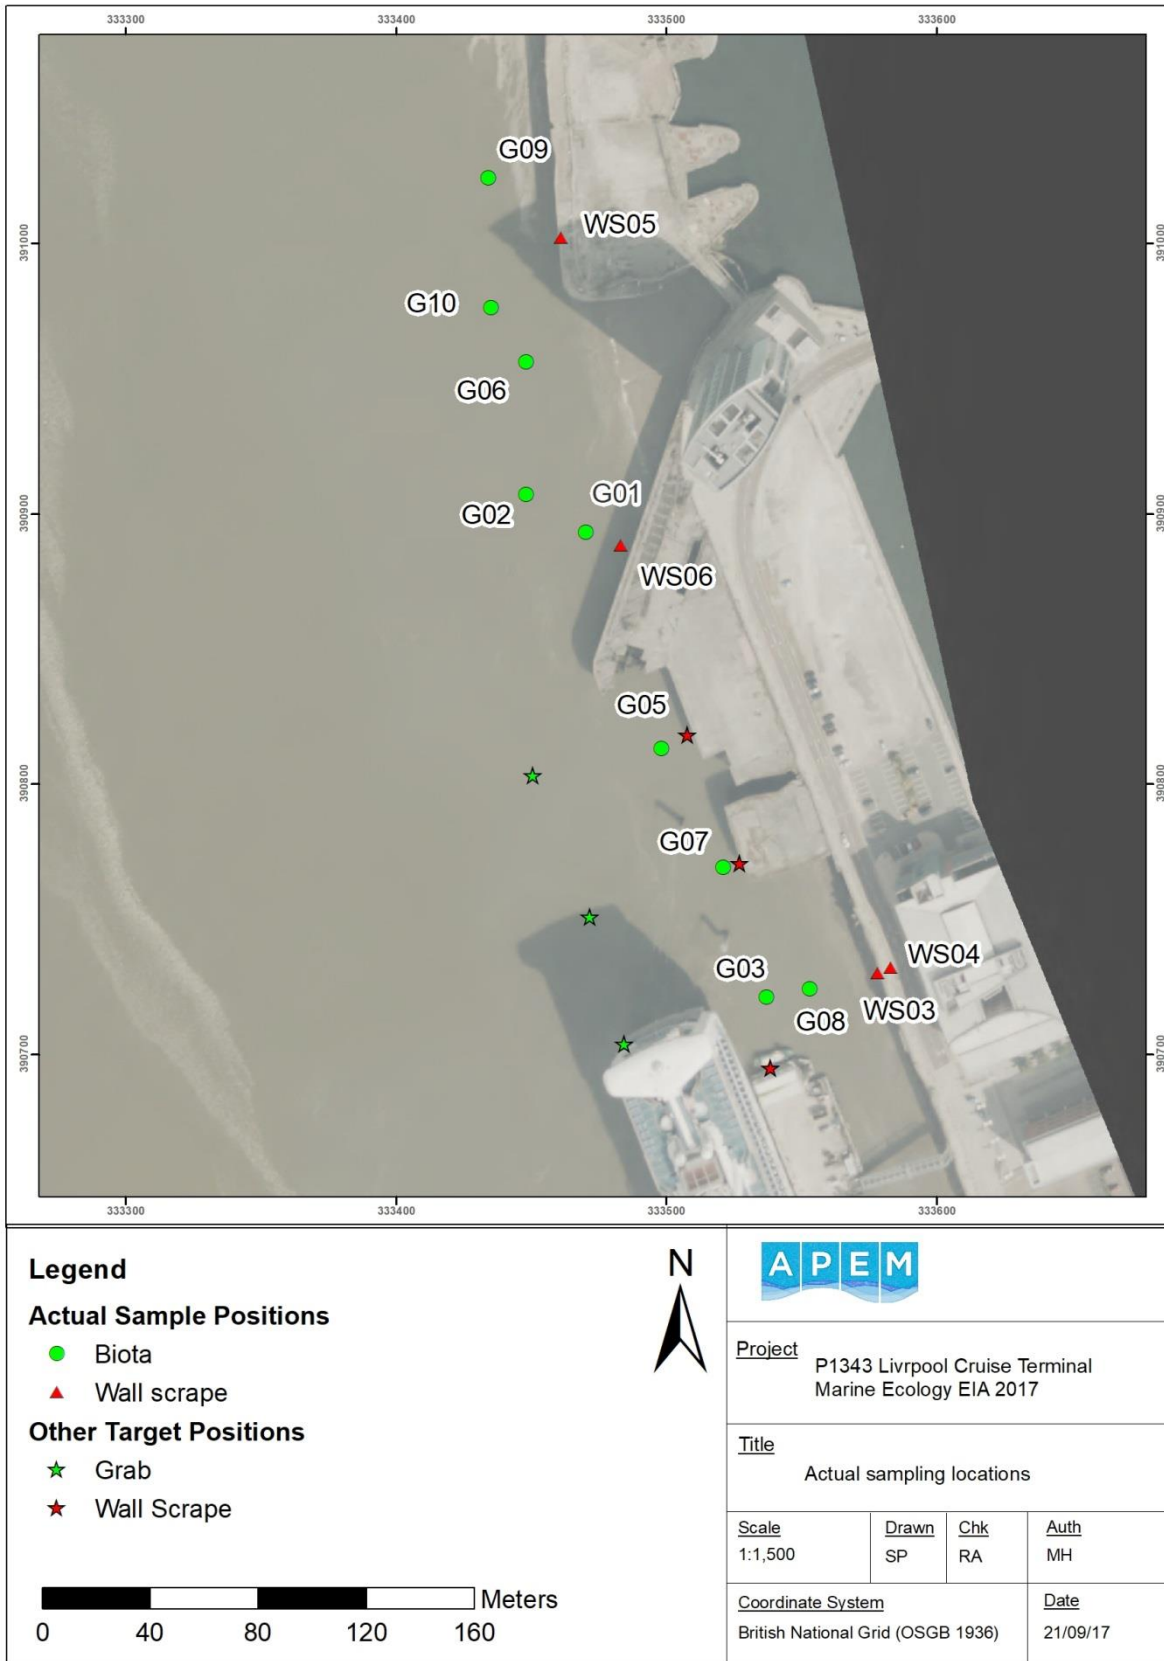 333300 333400 333500 333600
G09
391000 WS05 391000
G10
G06
G01
390900 G02 390900
WS06
G05
390800 390800
G07
WS04
G03
WS03
G08
390700 390700
333300 333400 333500 333600
Legend
Actual Sample Positions
Biota
Wall scrape
Other Target Positions
Grab
Wall Scrape
N
Meters
0 40 80 120 160
APEM
Project
P1343 Livrpool Cruise Terminal
Marine Ecology EIA 2017
Title
Actual sampling locations
Scale Drawn Chk Auth
1:1,500 SP RA MH
Coordinate System Date
British National Grid (OSGB 1936) 21/09/17